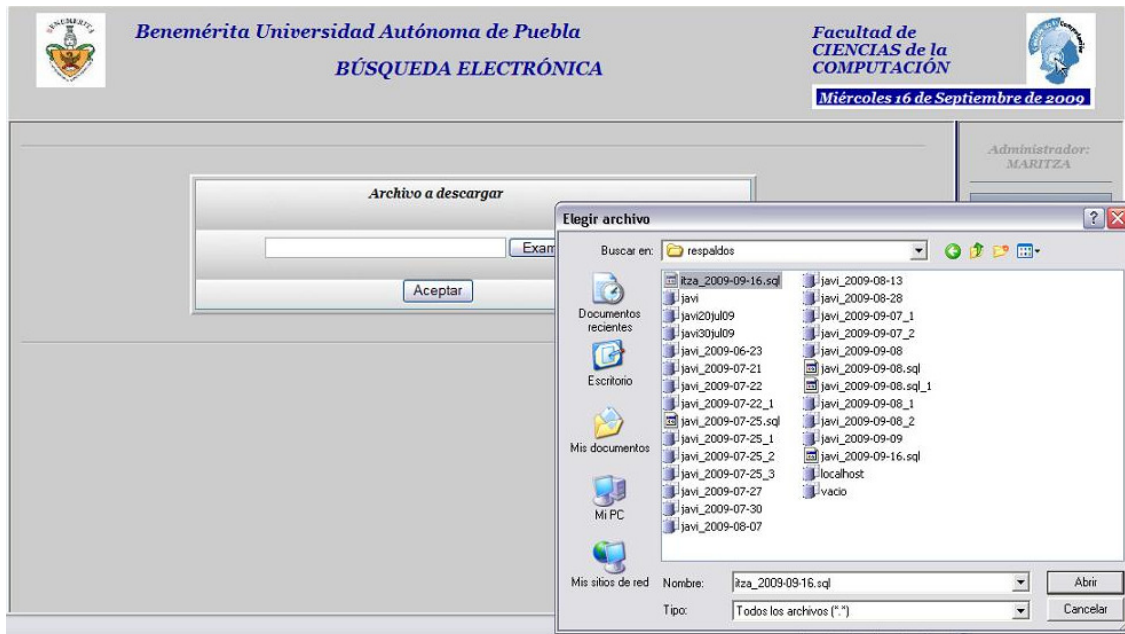 BENEMÉRITA
Benemérita Universidad Autónoma de Puebla
BÚSQUEDA ELECTRÓNICA
Facultad de
CIENCIAS de la
COMPUTACIÓN
Miércoles 16 de Septiembre de 2009
Administrador:
MARITZA
Archivo a descargar
Exam
Aceptar
Elegir archivo
Buscar en:
respaldos
Documentos
recientes
Escritorio
Mis documentos
Mi PC
Mis sitios de red
itza_2009-09-16.sql
javi
javi20jul09
javi30jul09
javi_2009-06-23
javi_2009-07-21
javi_2009-07-22
javi_2009-07-22_1
javi_2009-07-25.sql
javi_2009-07-25_1
javi_2009-07-25_2
javi_2009-07-25_3
javi_2009-07-27
javi_2009-07-30
javi_2009-08-07
javi_2009-08-13
javi_2009-08-28
javi_2009-09-07_1
javi_2009-09-07_2
javi_2009-09-08
javi_2009-09-08.sql
javi_2009-09-08.sql_1
javi_2009-09-08_1
javi_2009-09-08_2
javi_2009-09-09
javi_2009-09-16.sql
localhost
vacio
Nombre:
itza_2009-09-16.sql
Abrir
Tipo:
Todos los archivos (*.*)
Cancelar